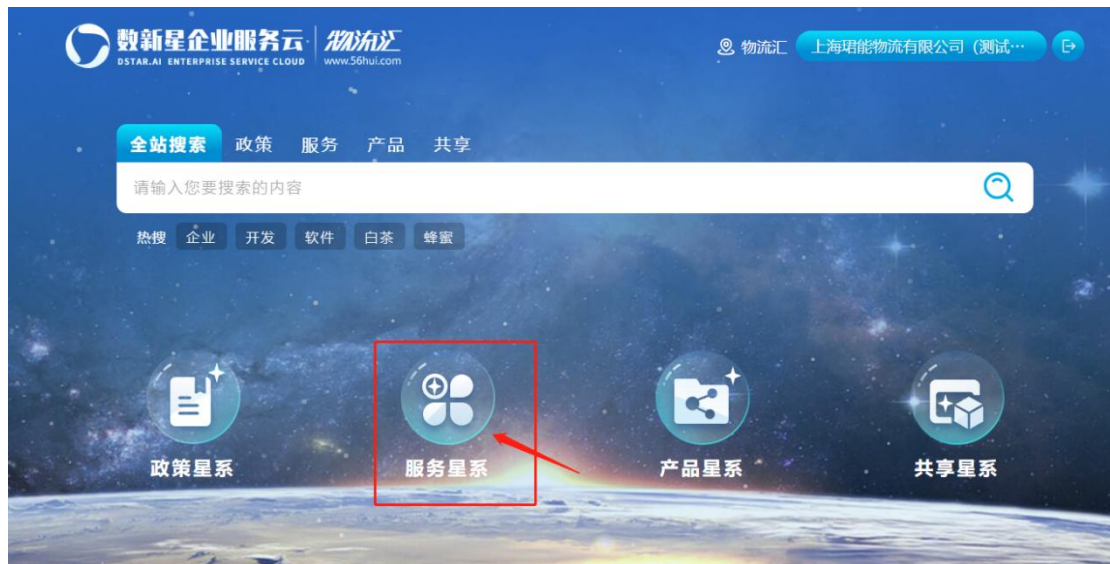 数新星企业服务云 物流汇
DSTAR.AI ENTERPRISE SERVICE CLOUD www.56hui.com
物流汇 上海珺能物流有限公司（测试…
全站搜索 政策 服务 产品 共享
请输入您要搜索的内容
热搜 企业 开发 软件 白茶 蜂蜜
政策星系 服务星系 产品星系 共享星系